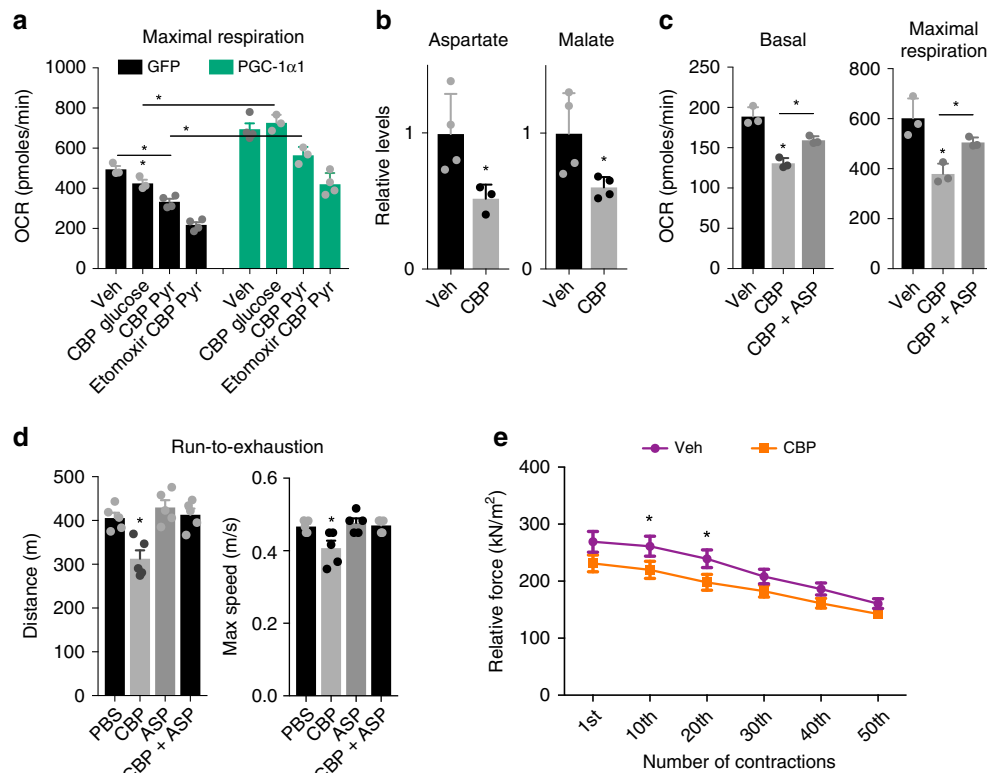 a
Maximal respiration
GFP
PGC-1α1
OCR (pmoles/min)
1000
800
600
400
200
0
*
*
*
*
Veh
CBP glucose
CBP Pyr
Etomoxir CBP Pyr
Veh
CBP glucose
CBP Pyr
Etomoxir CBP Pyr
b
Aspartate
Relative levels
1
0
*
Veh
CBP
Malate
1
0
*
Veh
CBP
c
Basal
OCR (pmoles/min)
250
200
150
100
50
0
*
*
Veh
CBP
CBP + ASP
Maximal
respiration
800
600
400
200
0
*
*
Veh
CBP
CBP + ASP
d
Run-to-exhaustion
Distance (m)
500
400
300
200
100
0
*
PBS
CBP
ASP
CBP + ASP
Max speed (m/s)
0.6
0.4
0.2
0.0
*
PBS
CBP
ASP
CBP + ASP
e
Veh
CBP
Relative force (kN/m²)
400
300
200
100
0
*
*
1st
10th
20th
30th
40th
50th
Number of contractions